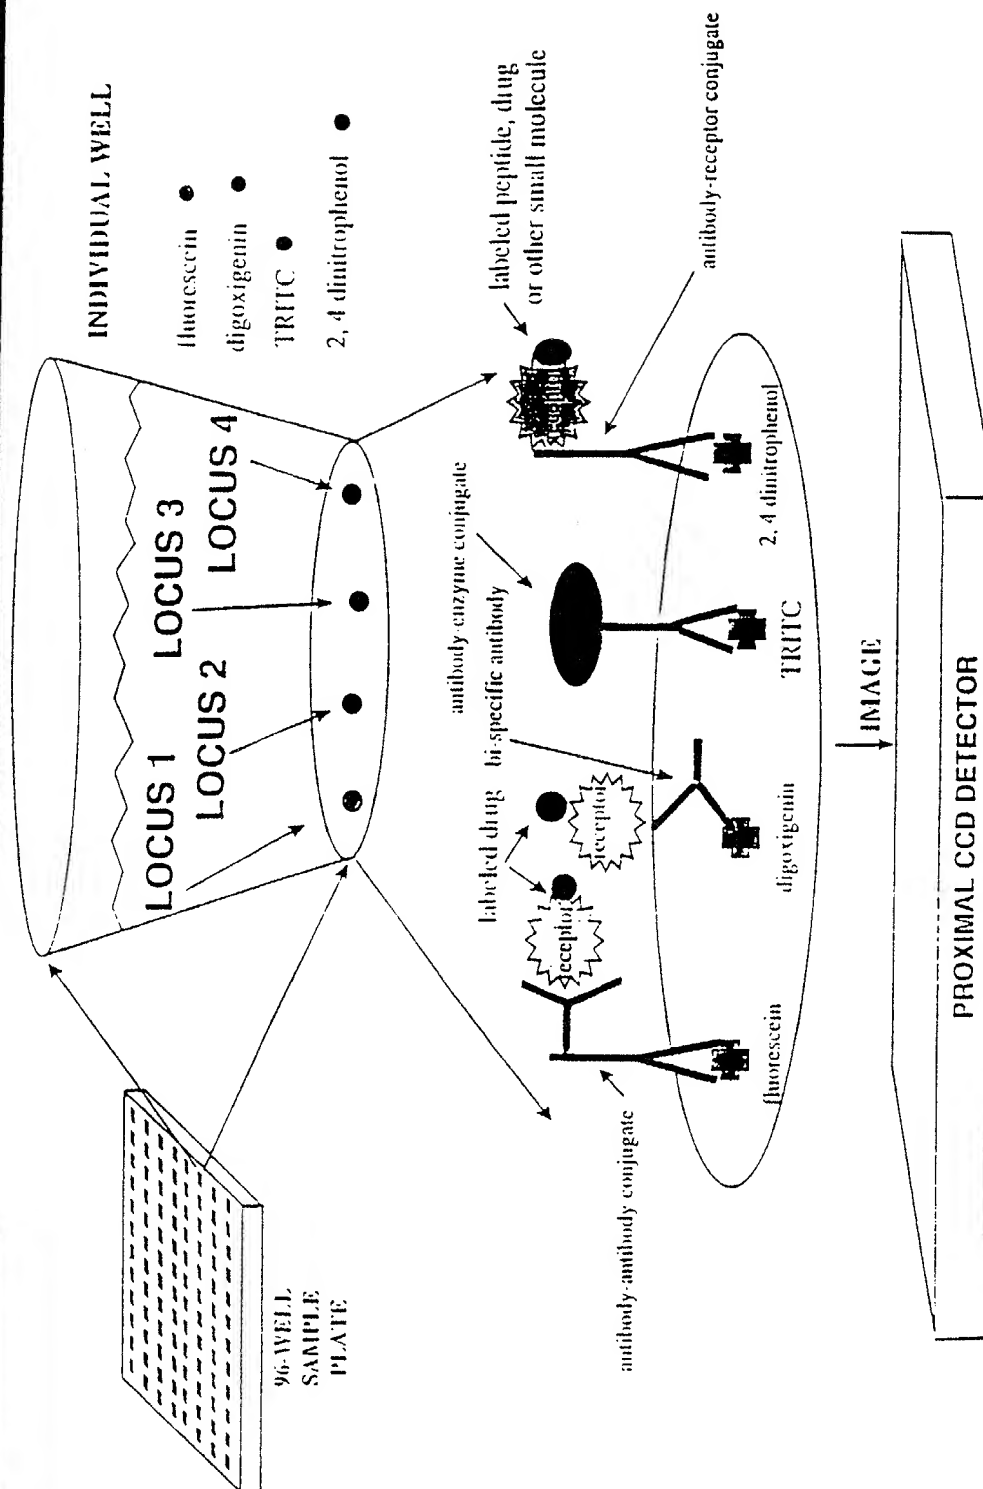 INDIVIDUAL WELL
fluorescein
digoxigenin
TRITC
2, 4 dinitrophenol
LOCUS 1
LOCUS 2
LOCUS 3
LOCUS 4
96-WELL
SAMPLE
PLATE
labeled peptide, drug
or other small molecule
antibody-receptor conjugate
antibody-enzyme conjugate
bi-specific antibody
labeled drug
antibody-antibody conjugate
receptor
receptor
fluorescein
digoxigenin
TRITC
2, 4 dinitrophenol
IMAGE
PROXIMAL CCD DETECTOR